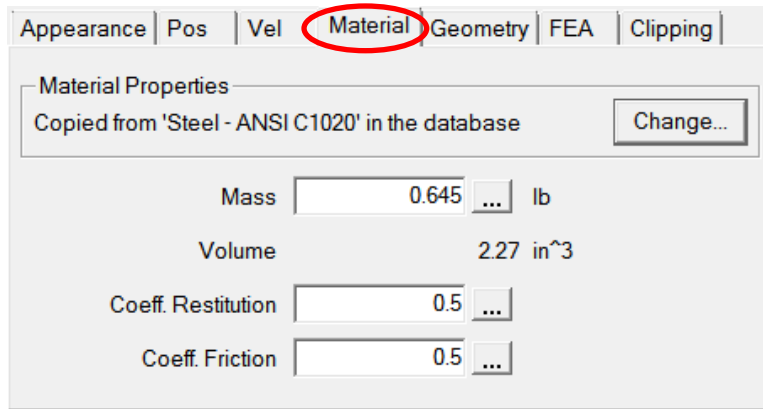 Appearance Pos Vel Material Geometry FEA Clipping
Material Properties
Copied from 'Steel - ANSI C1020' in the database Change...
Mass 0.645 ... lb
Volume 2.27 in^3
Coeff. Restitution 0.5 ...
Coeff. Friction 0.5 ...